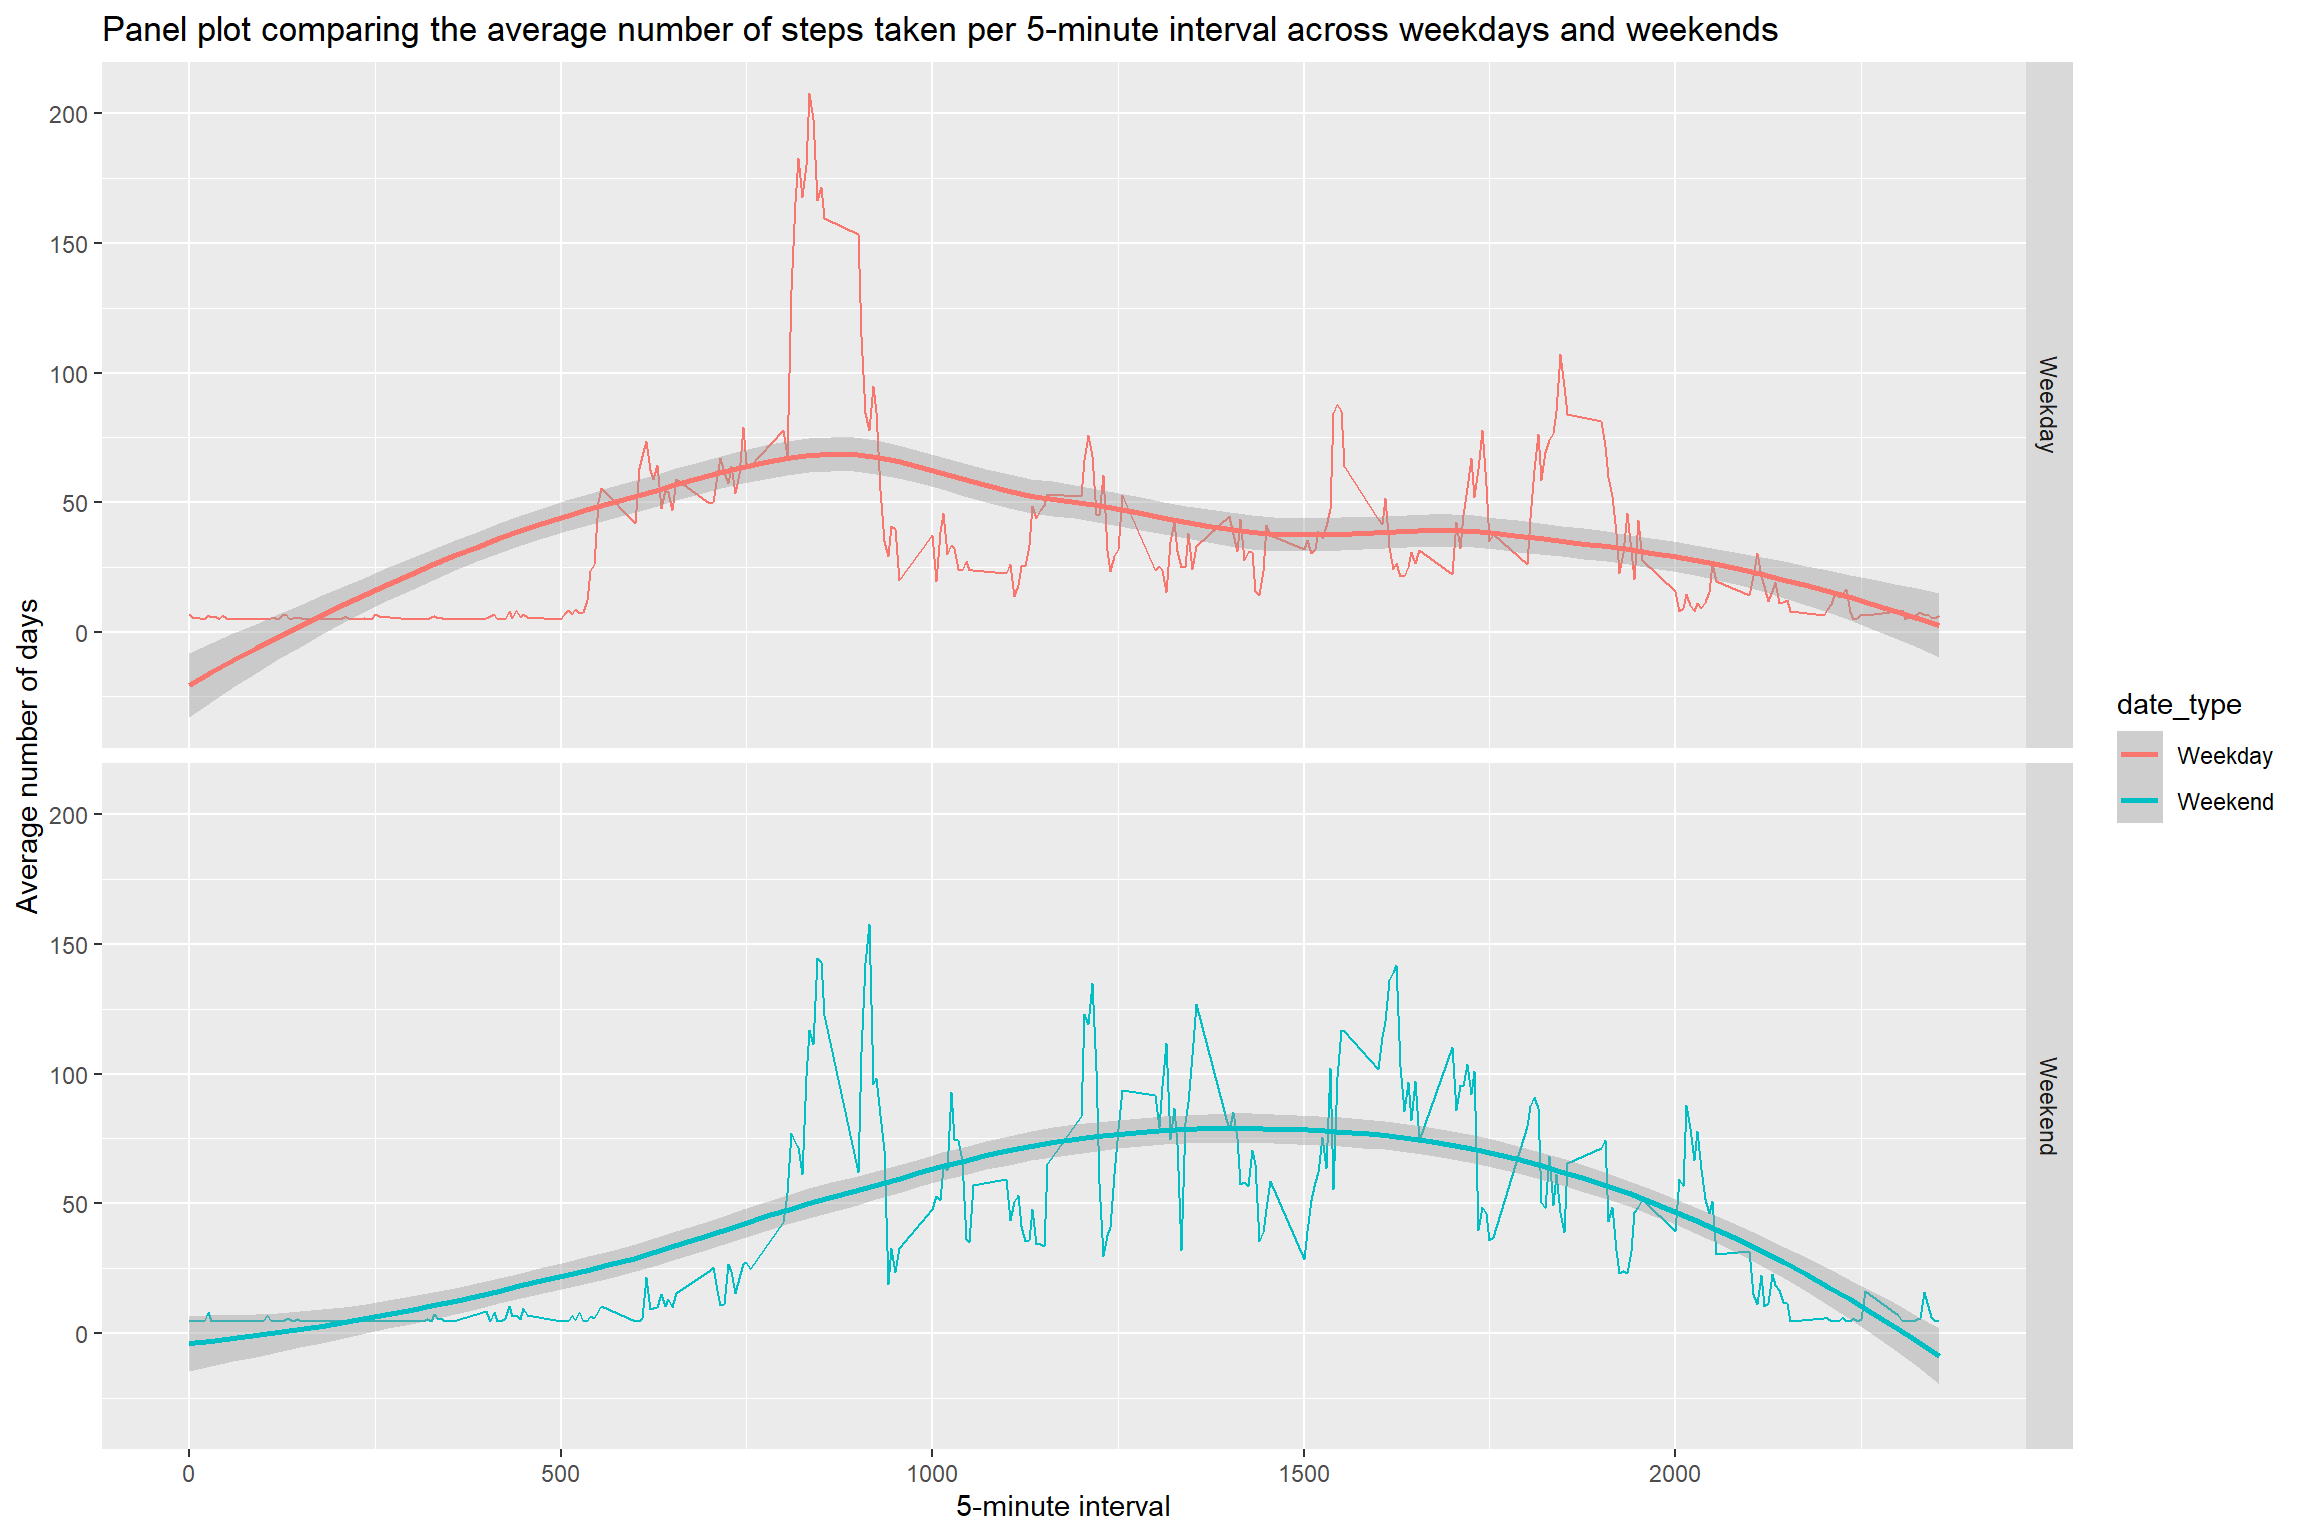 Panel plot comparing the average number of steps taken per 5-minute interval across weekdays and weekends
Average number of days
200
150
100
50
0
Weekday
200
150
100
50
0
Weekend
0 500 1000 1500 2000
5-minute interval
date_type
Weekday
Weekend